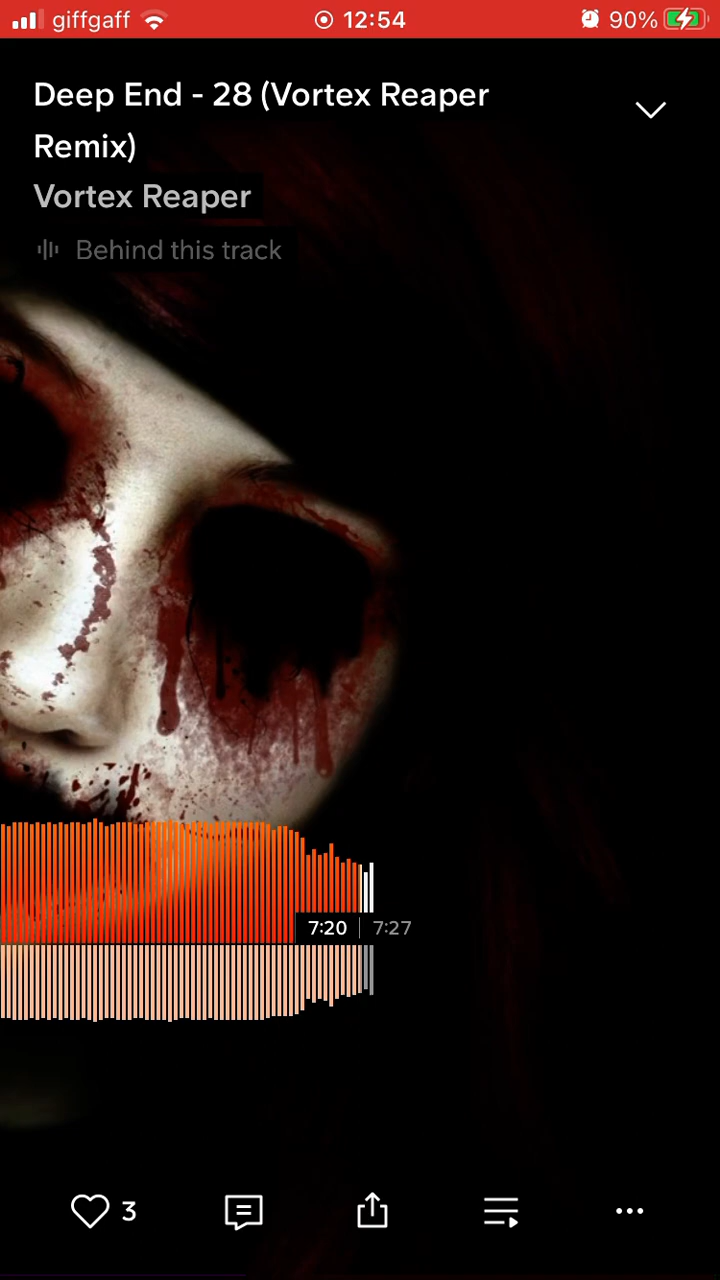 giffgaff 12:54 90%
Deep End - 28 (Vortex Reaper
Remix)
Vortex Reaper
Behind this track
7:20 7:27
3